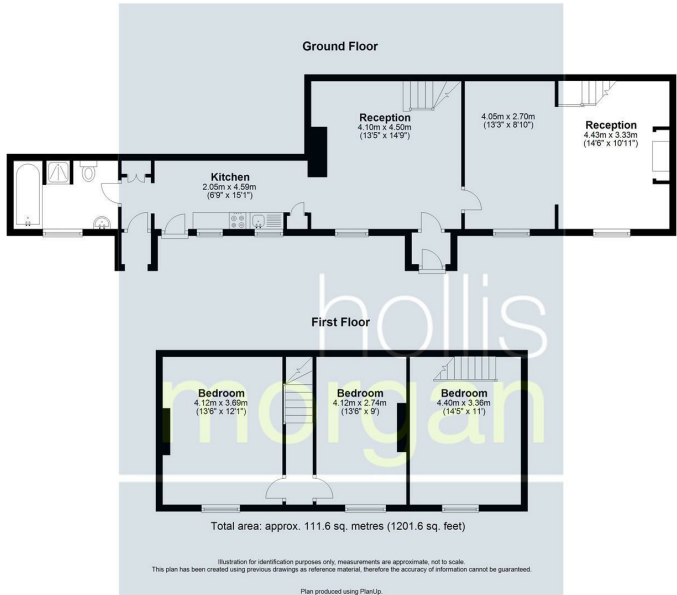 Ground Floor
Reception
4.10m x 4.50m
(13'5" x 14'9")
4.05m x 2.70m
(13'3" x 8'10")
Reception
4.43m x 3.33m
(14'6" x 10'11")
Kitchen
2.05m x 4.59m
(6'9" x 15'1")
hollis
morgan
First Floor
Bedroom
4.12m x 3.69m
(13'6" x 12'1")
Bedroom
4.12m x 2.74m
(13'6" x 9')
Bedroom
4.40m x 3.36m
(14'5" x 11')
Total area: approx. 111.6 sq. metres (1201.6 sq. feet)
Illustration for identification purposes only, measurements are approximate, not to scale.
This plan has been created using previous drawings as reference material, therefore the accuracy of information cannot be guaranteed.
Plan produced using PlanUp.